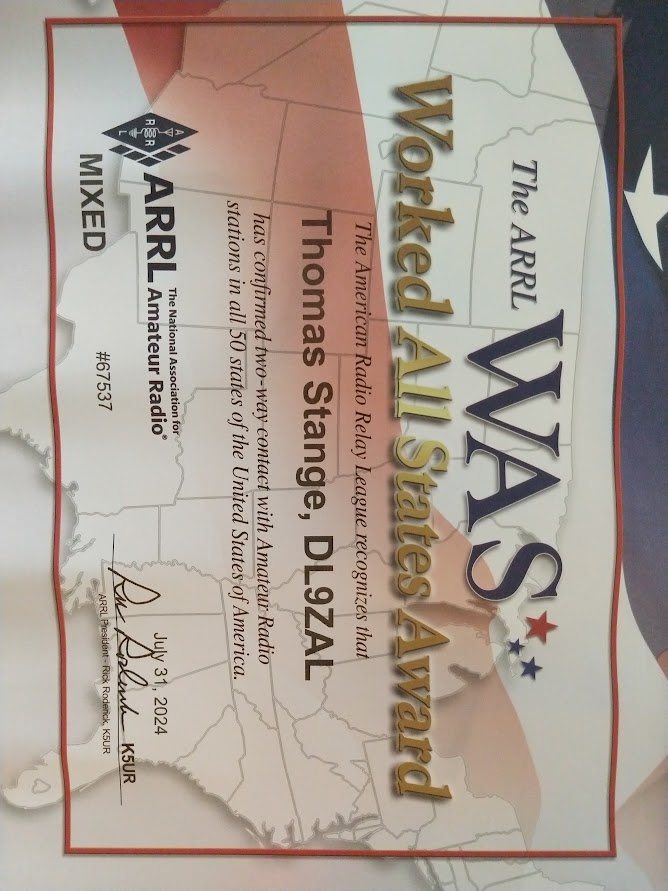 The ARRL
WAS
Worked All States Award
The American Radio Relay League recognizes that
Thomas Stange, DL9ZAL
has confirmed two-way contact with Amateur Radio
stations in all 50 states of the United States of America.
A
R R
L
ARRL The National Association for
Amateur Radio®
MIXED
#67537
July 31, 2024
K5UR
ARRL President - Rick Roderick, K5UR